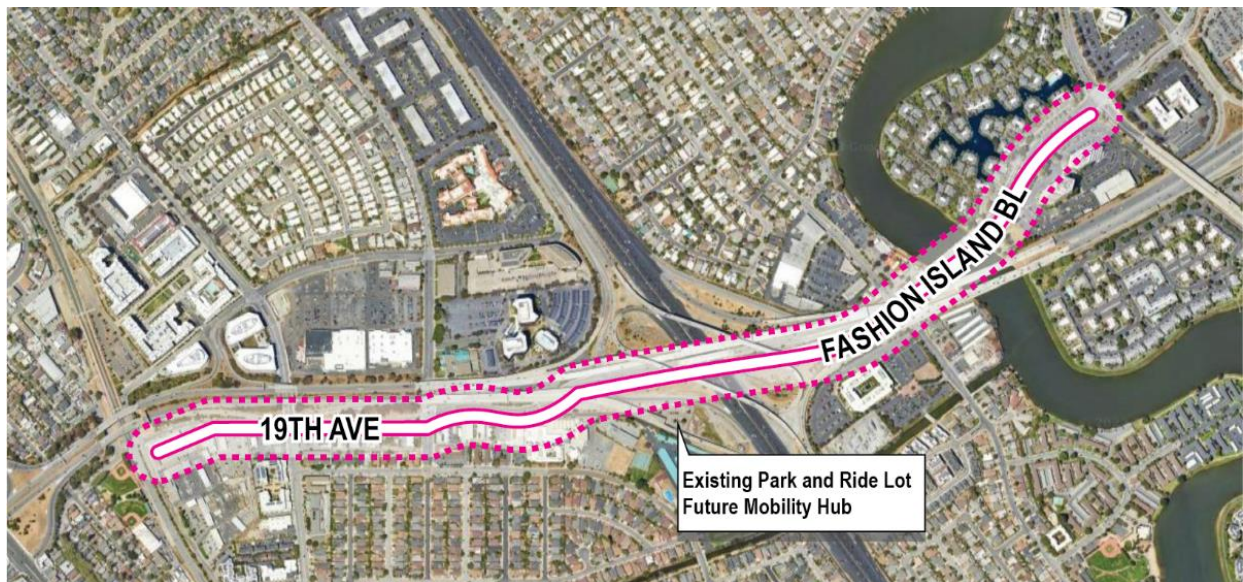 19TH AVE
FASHION ISLAND BL
Existing Park and Ride Lot
Future Mobility Hub